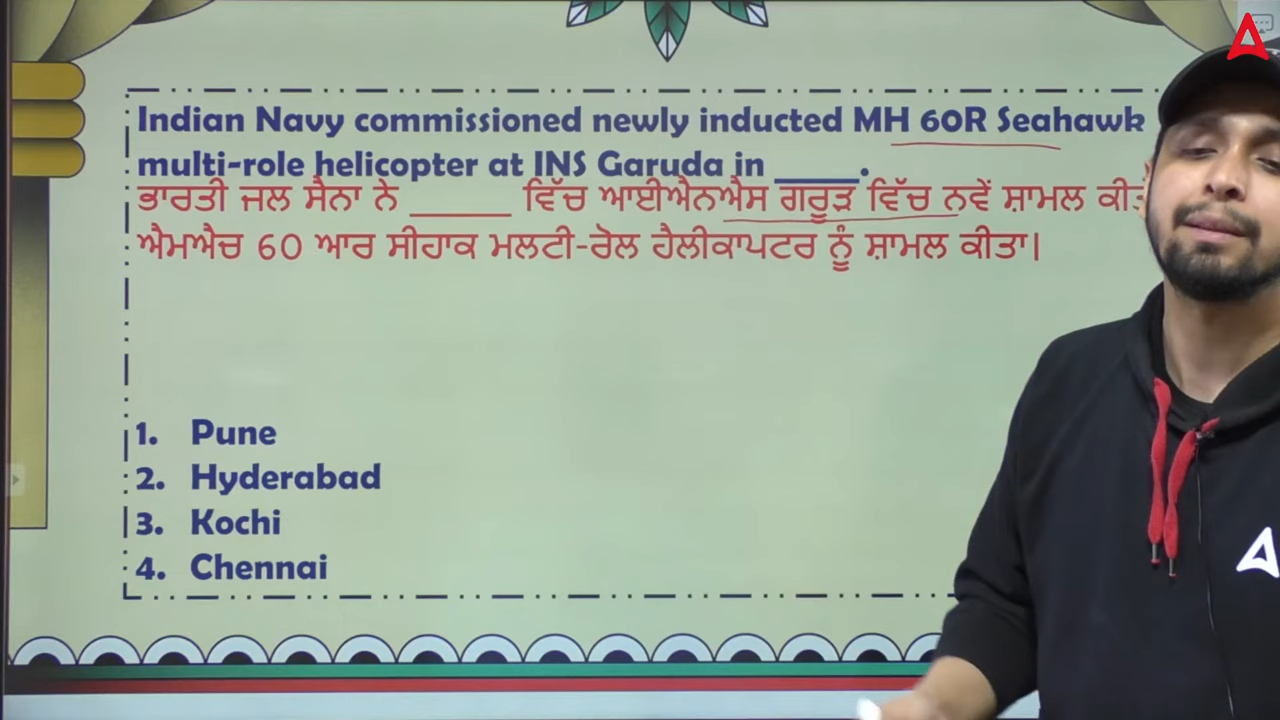 Indian Navy commissioned newly inducted MH 60R Seahawk
multi-role helicopter at INS Garuda in _____.
ਭਾਰਤੀ ਜਲ ਸੈਨਾ ਨੇ ______ ਵਿੱਚ ਆਈਐਨਐਸ ਗਰੂੜ ਵਿੱਚ ਨਵੇਂ ਸ਼ਾਮਲ
ਐਮਐਚ 60 ਆਰ ਸੀਹਾਕ ਮਲਟੀ-ਰੋਲ ਹੈਲੀਕਾਪਟਰ ਨੂੰ ਸ਼ਾਮਲ ਕੀਤਾ।
1. Pune
2. Hyderabad
3. Kochi
4. Chennai